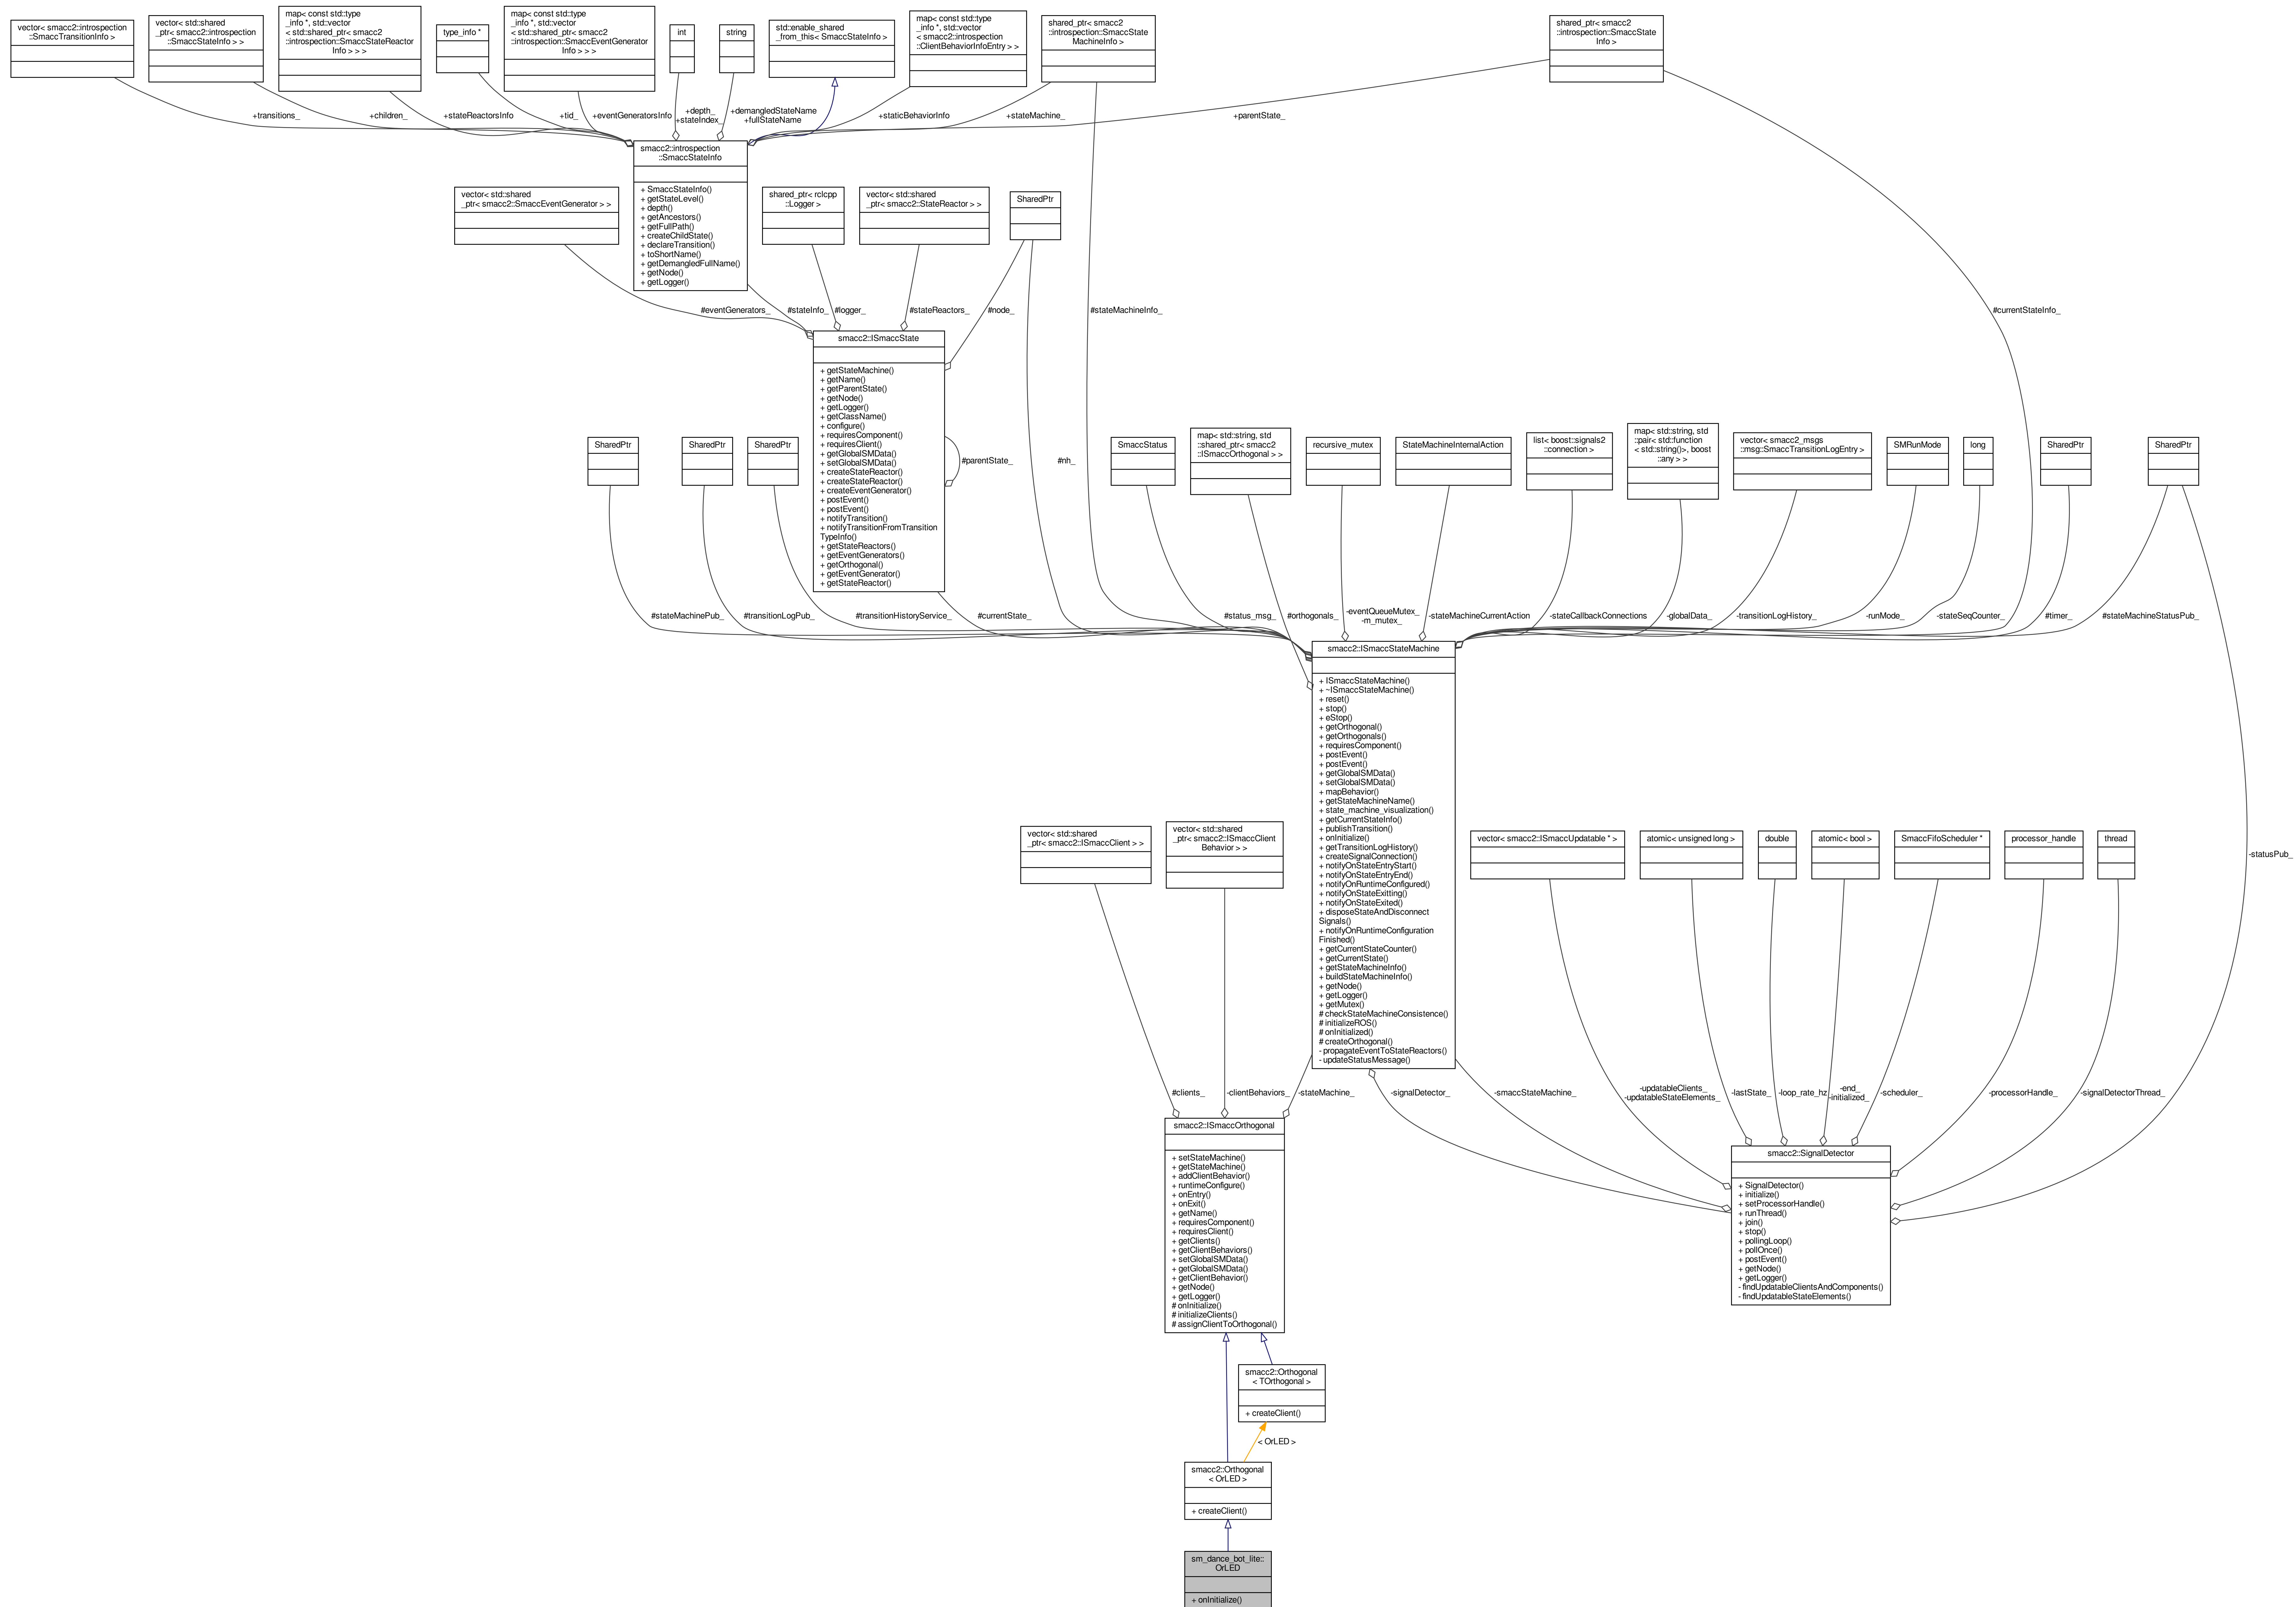 vector< smacc2::introspection
::SmaccTransitionInfo >
vector< std::shared
_ptr< smacc2::introspection
::SmaccStateInfo > >
map< const std::type
_info *, std::vector
< std::shared_ptr< smacc2
::introspection::SmaccStateReactor
Info > > >
type_info *
map< const std::type
_info *, std::vector
< std::shared_ptr< smacc2
::introspection::SmaccEventGenerator
Info > > >
int
string
std::enable_shared
_from_this< SmaccStateInfo >
map< const std::type
_info *, std::vector
< smacc2::introspection
::ClientBehaviorInfoEntry > >
shared_ptr< smacc2
::introspection::SmaccState
MachineInfo >
shared_ptr< smacc2
::introspection::SmaccState
Info >
+transitions_
+children_
+stateReactorsInfo
+tid_
+eventGeneratorsInfo
+depth_
+stateIndex_
+demangledStateName
+fullStateName
+staticBehaviorInfo
+stateMachine_
+parentState_
smacc2::introspection
::SmaccStateInfo
+ SmaccStateInfo()
+ getStateLevel()
+ depth()
+ getAncestors()
+ getFullPath()
+ createChildState()
+ declareTransition()
+ toShortName()
+ getDemangledFullName()
+ getNode()
+ getLogger()
vector< std::shared
_ptr< smacc2::SmaccEventGenerator > >
shared_ptr< rclcpp
::Logger >
vector< std::shared
_ptr< smacc2::StateReactor > >
SharedPtr
#eventGenerators_
#stateInfo_
#logger_
#stateReactors_
#node_
#stateMachineInfo_
#currentStateInfo_
smacc2::ISmaccState
+ getStateMachine()
+ getName()
+ getParentState()
+ getNode()
+ getLogger()
+ getClassName()
+ configure()
+ requiresComponent()
+ requiresClient()
+ getGlobalSMData()
+ setGlobalSMData()
+ createStateReactor()
+ createStateReactor()
+ createEventGenerator()
+ postEvent()
+ postEvent()
+ notifyTransition()
+ notifyTransitionFromTransition
TypeInfo()
+ getStateReactors()
+ getEventGenerators()
+ getOrthogonal()
+ getEventGenerator()
+ getStateReactor()
#parentState_
#nh_
SharedPtr
SharedPtr
SharedPtr
SmaccStatus
map< std::string, std
::shared_ptr< smacc2
::ISmaccOrthogonal > >
recursive_mutex
StateMachineInternalAction
list< boost::signals2
::connection >
map< std::string, std
::pair< std::function
< std::string()>, boost
::any > >
vector< smacc2_msgs
::msg::SmaccTransitionLogEntry >
SMRunMode
long
SharedPtr
SharedPtr
#stateMachinePub_
#transitionLogPub_
#transitionHistoryService_
#currentState_
#status_msg_
#orthogonals_
-eventQueueMutex_
-m_mutex_
-stateMachineCurrentAction
-stateCallbackConnections
-globalData_
-transitionLogHistory_
-runMode_
-stateSeqCounter_
#timer_
#stateMachineStatusPub_
smacc2::ISmaccStateMachine
+ ISmaccStateMachine()
+ ~ISmaccStateMachine()
+ reset()
+ stop()
+ eStop()
+ getOrthogonal()
+ getOrthogonals()
+ requiresComponent()
+ postEvent()
+ postEvent()
+ getGlobalSMData()
+ setGlobalSMData()
+ mapBehavior()
+ getStateMachineName()
+ state_machine_visualization()
+ getCurrentStateInfo()
+ publishTransition()
+ onInitialize()
+ getTransitionLogHistory()
+ createSignalConnection()
+ notifyOnStateEntryStart()
+ notifyOnStateEntryEnd()
+ notifyOnRuntimeConfigured()
+ notifyOnStateExitting()
+ notifyOnStateExited()
+ disposeStateAndDisconnect
Signals()
+ notifyOnRuntimeConfiguration
Finished()
+ getCurrentStateCounter()
+ getCurrentState()
+ getStateMachineInfo()
+ buildStateMachineInfo()
+ getNode()
+ getLogger()
+ getMutex()
# checkStateMachineConsistence()
# initializeROS()
# onInitialized()
# createOrthogonal()
- propagateEventToStateReactors()
- updateStatusMessage()
vector< std::shared
_ptr< smacc2::ISmaccClient > >
vector< std::shared
_ptr< smacc2::ISmaccClient
Behavior > >
vector< smacc2::ISmaccUpdatable * >
atomic< unsigned long >
double
atomic< bool >
SmaccFifoScheduler *
processor_handle
thread
-statusPub_
#clients_
-clientBehaviors_
-stateMachine_
-signalDetector_
-smaccStateMachine_
-updatableClients_
-updatableStateElements_
-lastState_
-loop_rate_hz
-end_
-initialized_
-scheduler_
-processorHandle_
-signalDetectorThread_
smacc2::ISmaccOrthogonal
+ setStateMachine()
+ getStateMachine()
+ addClientBehavior()
+ runtimeConfigure()
+ onEntry()
+ onExit()
+ getName()
+ requiresComponent()
+ requiresClient()
+ getClients()
+ getClientBehaviors()
+ setGlobalSMData()
+ getGlobalSMData()
+ getClientBehavior()
+ getNode()
+ getLogger()
# onInitialize()
# initializeClients()
# assignClientToOrthogonal()
smacc2::SignalDetector
+ SignalDetector()
+ initialize()
+ setProcessorHandle()
+ runThread()
+ join()
+ stop()
+ pollingLoop()
+ pollOnce()
+ postEvent()
+ getNode()
+ getLogger()
- findUpdatableClientsAndComponents()
- findUpdatableStateElements()
smacc2::Orthogonal
< TOrthogonal >
+ createClient()
< OrLED >
smacc2::Orthogonal
< OrLED >
+ createClient()
sm_dance_bot_lite::
OrLED
+ onInitialize()